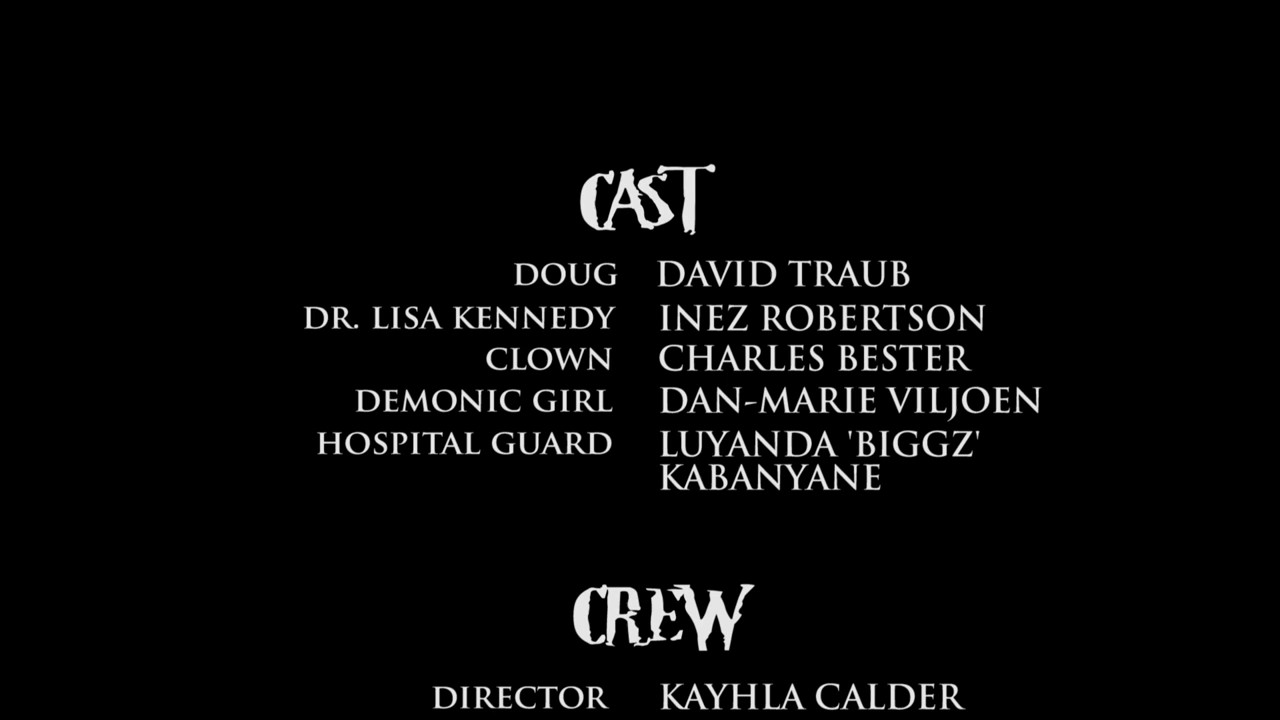 CAST
DOUG DAVID TRAUB
DR. LISA KENNEDY INEZ ROBERTSON
CLOWN CHARLES BESTER
DEMONIC GIRL DAN-MARIE VILJOEN
HOSPITAL GUARD LUYANDA 'BIGGZ'
KABANYANE
CREW
DIRECTOR KAYHLA CALDER